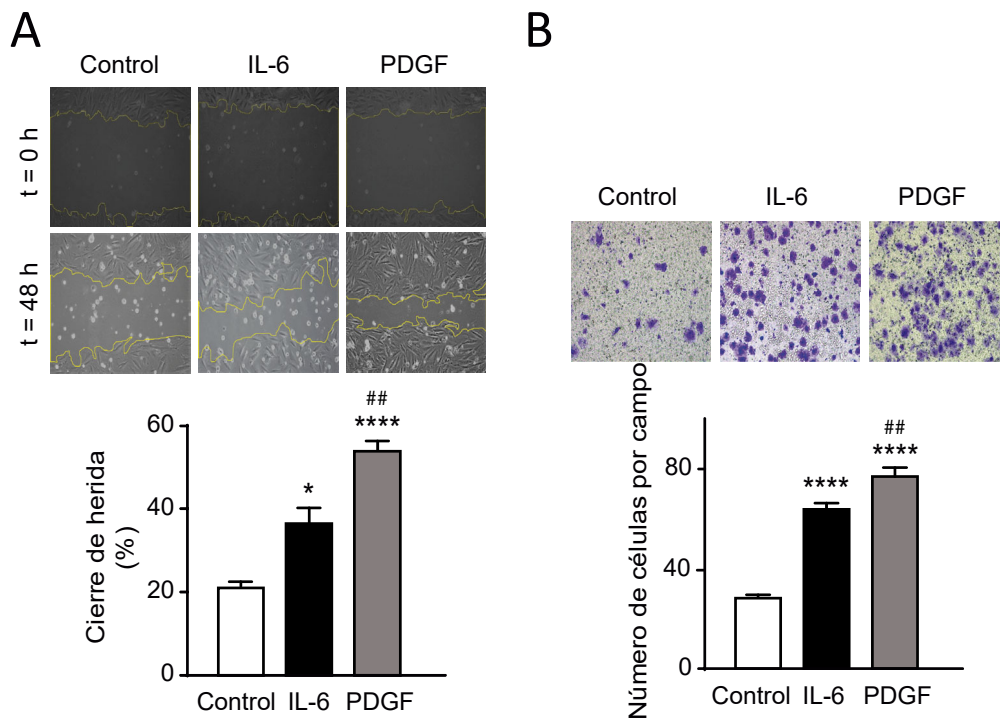 A
Control IL-6 PDGF
t = 0 h
t = 48 h
Cierre de herida
(%)
60
40
20
0
*
##
****
Control IL-6 PDGF
B
Control IL-6 PDGF
Número de células por campo
80
40
0
****
##
****
Control IL-6 PDGF